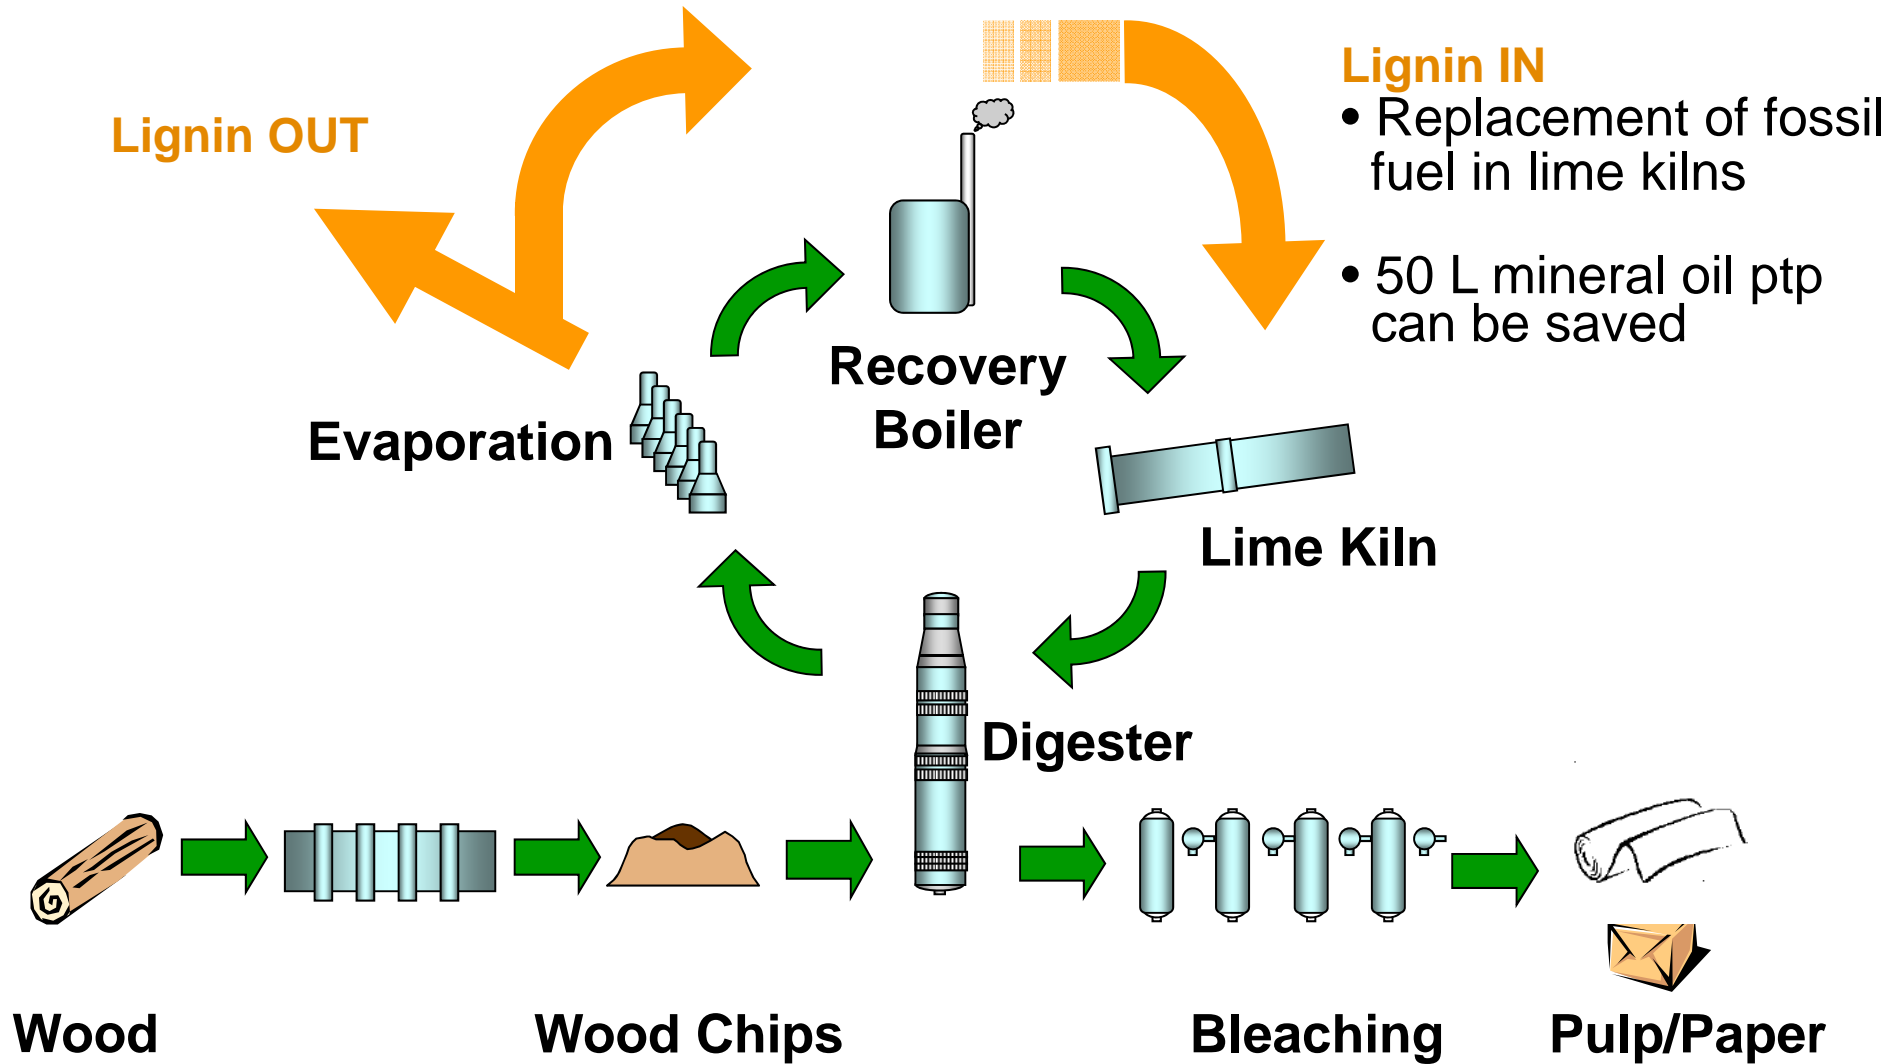 Lignin IN
• Replacement of fossil
fuel in lime kilns
Lignin OUT
• 50 L mineral oil ptp
can be saved
Recovery
Boiler
Evaporation
Lime Kiln
Digester
Wood
Wood Chips
Bleaching
Pulp/Paper